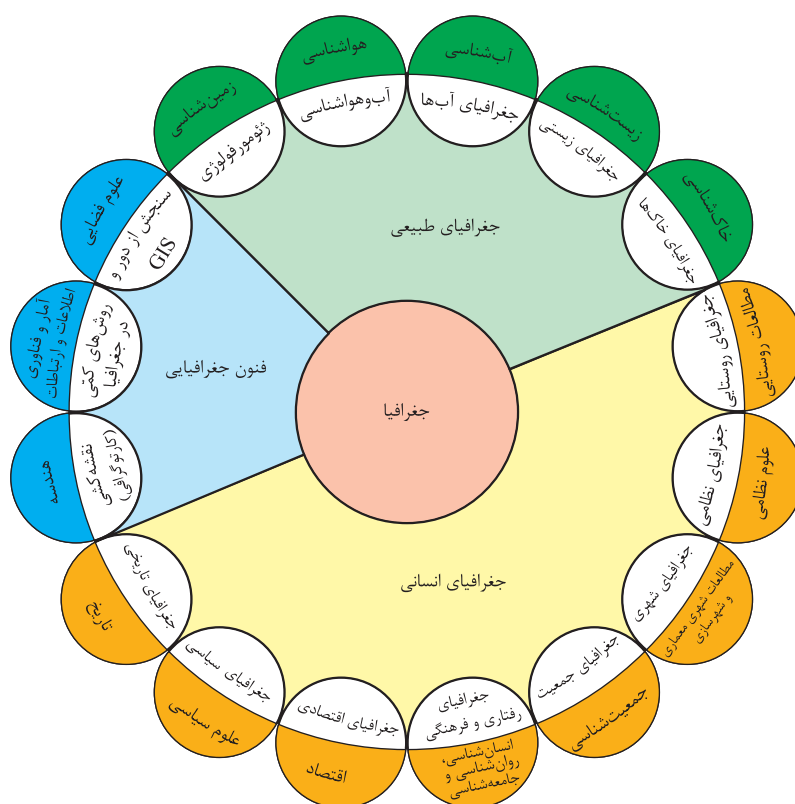 جغرافیا
جغرافیای طبیعی
خاک‌شناسی
جغرافیای خاک‌ها
زیست‌شناسی
جغرافیای زیستی
آب‌شناسی
جغرافیای آب‌ها
هواشناسی
آب‌و‌هواشناسی
زمین‌شناسی
ژئومورفولوژی
فنون جغرافیایی
علوم فضایی
سنجش از دور و
GIS
آمار و فناوری
اطلاعات و ارتباطات
روش‌های کمّی
در جغرافیا
هندسه
نقشه‌کشی
(کارتوگرافی)
جغرافیای انسانی
مطالعات روستایی
جغرافیای روستایی
علوم نظامی
جغرافیای نظامی
جغرافیای شهری
مطالعات شهری معماری
و شهرسازی
جغرافیای جمعیت
جمعیت‌شناسی
جغرافیای
رفتاری و فرهنگی
انسان‌شناسی،
روان‌شناسی و
جامعه‌شناسی
جغرافیای اقتصادی
اقتصاد
جغرافیای سیاسی
علوم سیاسی
جغرافیای تاریخی
تاریخ